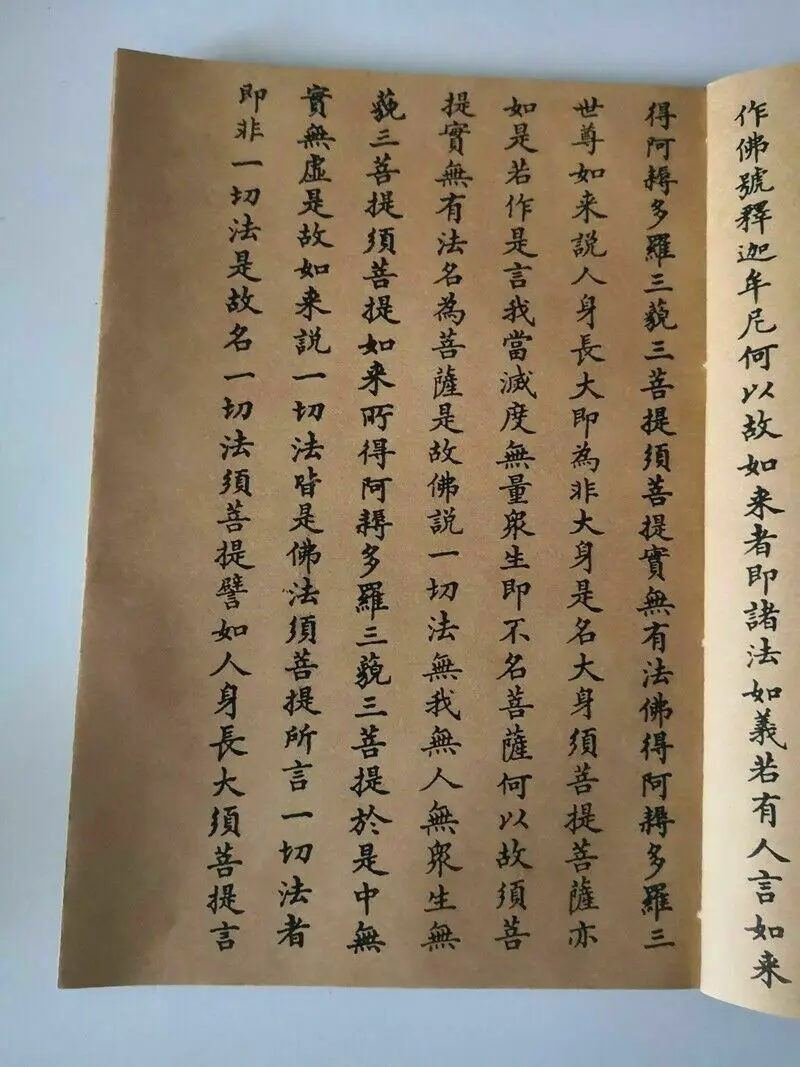 作佛號釋迦牟尼何以故如来者即諸法如義若有人言如来
得阿耨多羅三藐三菩提須菩提實無有法佛得阿耨多羅三
世尊如来説人身長大即為非大身是名大身須菩提菩薩亦
如是若作是言我當滅度無量眾生即不名菩薩何以故須菩
提實無有法名為菩薩是故佛説一切法無我無人無眾生無
藐三菩提須菩提如来所得阿耨多羅三藐三菩提於是中無
實無虛是故如来説一切法皆是佛法須菩提所言一切法者
即非一切法是故名一切法須菩提譬如人身長大須菩提言